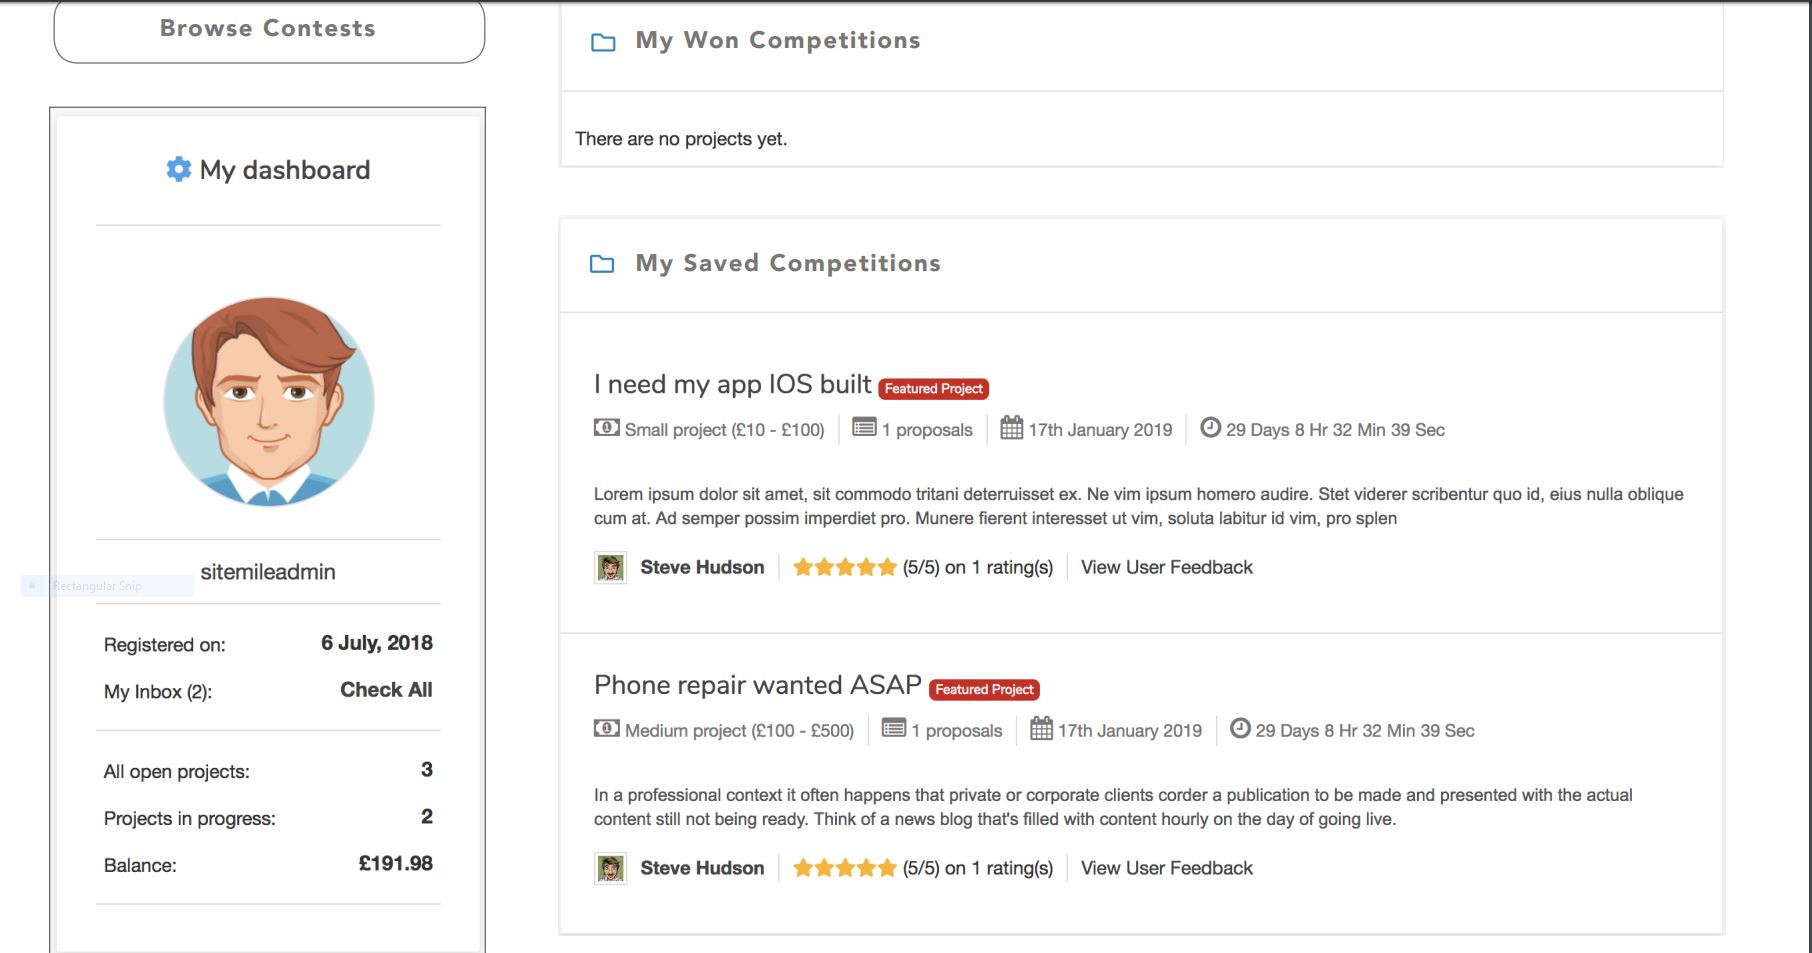 Browse Contests
My dashboard
sitemileadmin
Rectangular Snip
Registered on: 6 July, 2018
My Inbox (2): Check All
All open projects: 3
Projects in progress: 2
Balance: £191.98
My Won Competitions
There are no projects yet.
My Saved Competitions
I need my app IOS built Featured Project
Small project (£10 - £100) 1 proposals 17th January 2019 29 Days 8 Hr 32 Min 39 Sec
Lorem ipsum dolor sit amet, sit commodo tritani deterruisset ex. Ne vim ipsum homero audire. Stet viderer scribentur quo id, eius nulla oblique
cum at. Ad semper possim imperdiet pro. Munere fierent interesset ut vim, soluta labitur id vim, pro splen
Steve Hudson (5/5) on 1 rating(s) View User Feedback
Phone repair wanted ASAP Featured Project
Medium project (£100 - £500) 1 proposals 17th January 2019 29 Days 8 Hr 32 Min 39 Sec
In a professional context it often happens that private or corporate clients corder a publication to be made and presented with the actual
content still not being ready. Think of a news blog that's filled with content hourly on the day of going live.
Steve Hudson (5/5) on 1 rating(s) View User Feedback